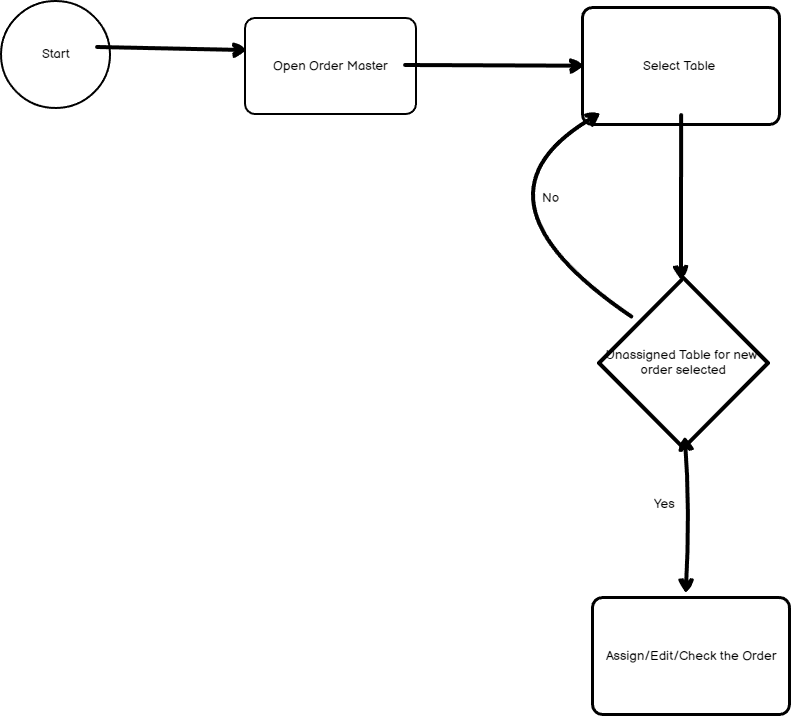 Start
Open Order Master
Select Table
No
Unassigned Table for new
order selected
Yes
Assign/Edit/Check the Order